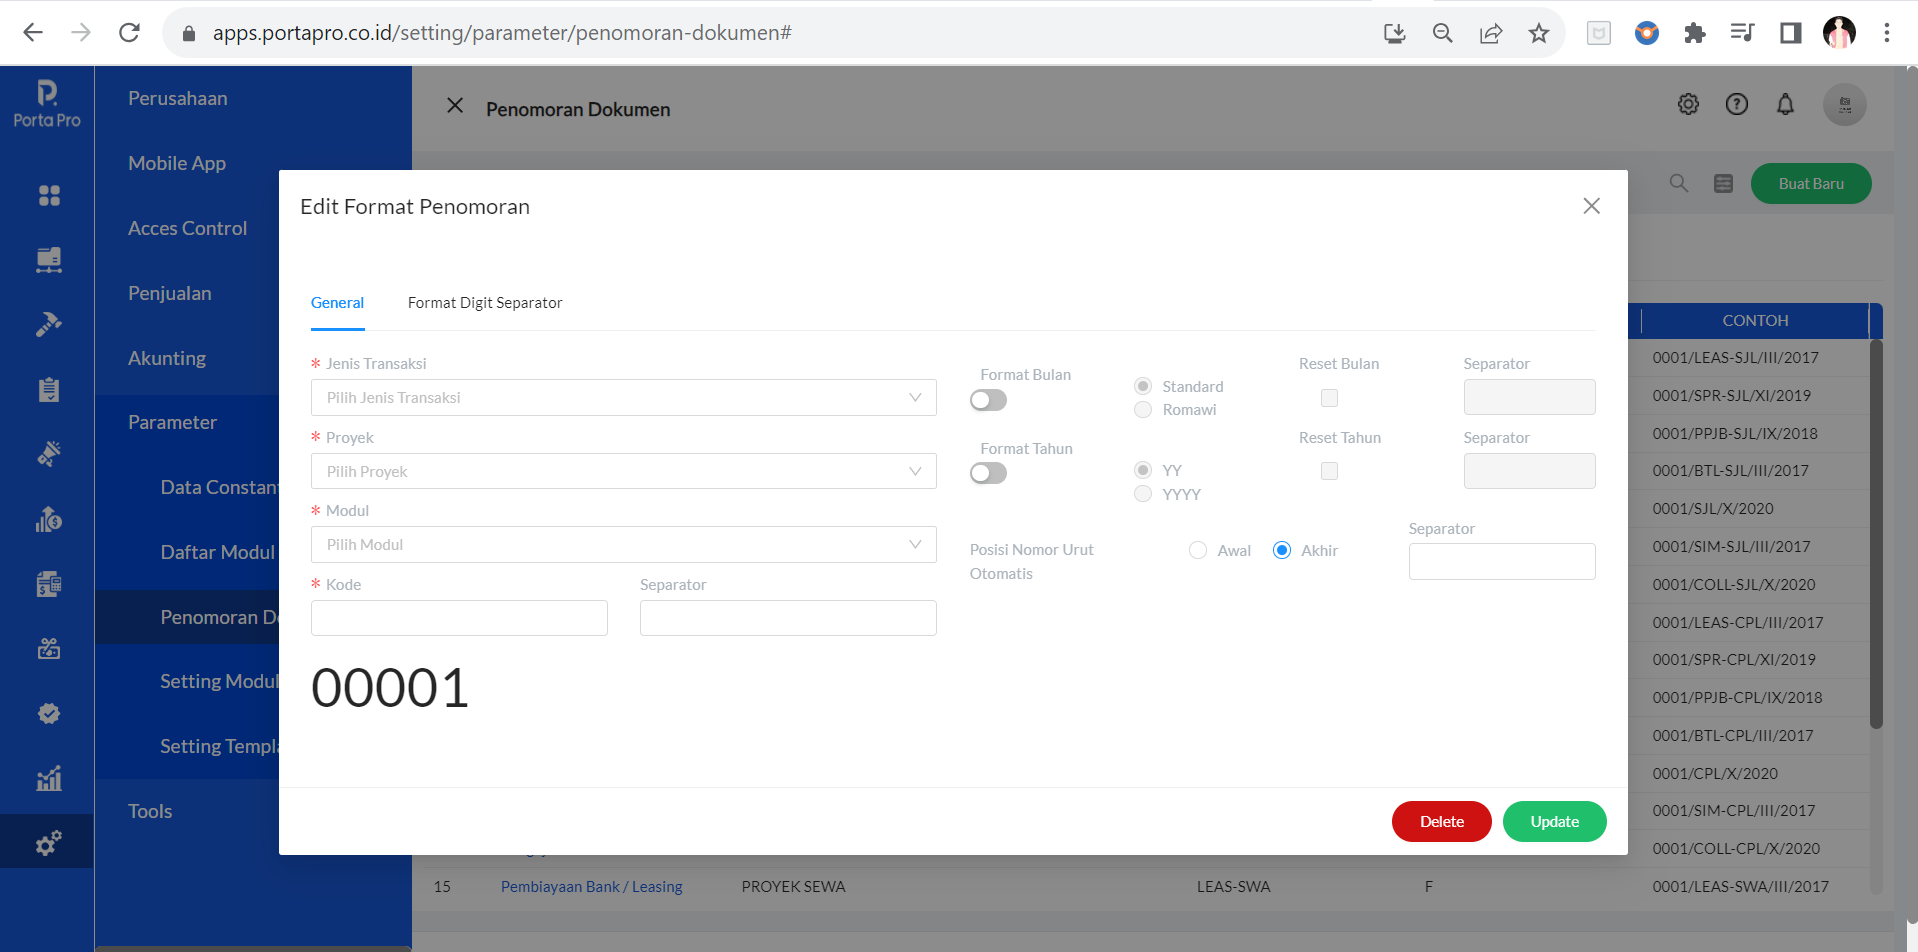 apps.portapro.co.id/setting/parameter/penomoran-dokumen#
Porta Pro
Perusahaan
Mobile App
Acces Control
Penjualan
Akunting
Parameter
Data Constan
Daftar Modul
Penomoran D
Setting Modul
Setting Templ
Tools
Penomoran Dokumen
Buat Baru
Edit Format Penomoran
General
Format Digit Separator
* Jenis Transaksi
Pilih Jenis Transaksi
* Proyek
Pilih Proyek
* Modul
Pilih Modul
* Kode
Separator
00001
Format Bulan
Standard
Romawi
Reset Bulan
Separator
Format Tahun
YY
YYYY
Reset Tahun
Separator
Posisi Nomor Urut
Otomatis
Awal
Akhir
Separator
Delete
Update
CONTOH
0001/LEAS-SJL/III/2017
0001/SPR-SJL/XI/2019
0001/PPJB-SJL/IX/2018
0001/BTL-SJL/III/2017
0001/SJL/X/2020
0001/SIM-SJL/III/2017
0001/COLL-SJL/X/2020
0001/LEAS-CPL/III/2017
0001/SPR-CPL/XI/2019
0001/PPJB-CPL/IX/2018
0001/BTL-CPL/III/2017
0001/CPL/X/2020
0001/SIM-CPL/III/2017
0001/COLL-CPL/X/2020
15 Pembiayaan Bank / Leasing PROYEK SEWA LEAS-SWA F 0001/LEAS-SWA/III/2017